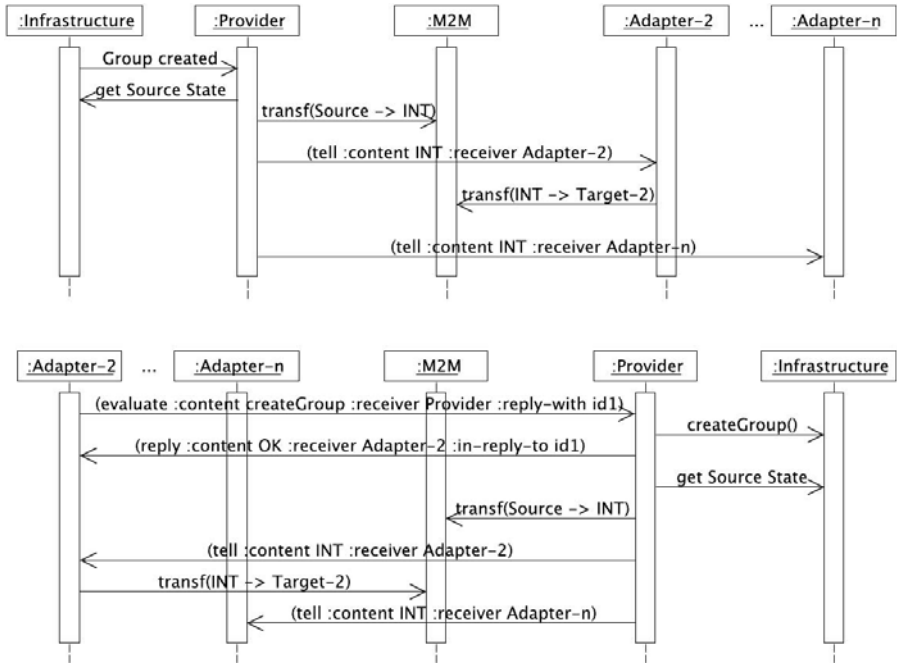 :Infrastructure :Provider :M2M :Adapter-2 ... :Adapter-n
Group created
get Source State
transf(Source -> INT)
(tell :content INT :receiver Adapter-2)
transf(INT -> Target-2)
(tell :content INT :receiver Adapter-n)
:Adapter-2 ... :Adapter-n :M2M :Provider :Infrastructure
(evaluate :content createGroup :receiver Provider :reply-with id1)
createGroup()
(reply :content OK :receiver Adapter-2 :in-reply-to id1)
get Source State
transf(Source -> INT)
(tell :content INT :receiver Adapter-2)
transf(INT -> Target-2)
(tell :content INT :receiver Adapter-n)